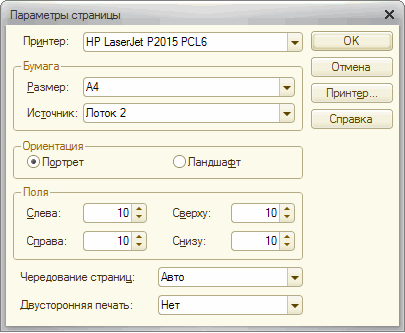 Параметры страницы
Принтер: HP LaserJet P2015 PCL6
OK
Бумага
Отмена
Размер: A4
Принтер...
Источник: Лоток 2
Справка
Ориентация
Портрет Ландшафт
Поля
Слева: 10 Сверху: 10
Справа: 10 Снизу: 10
Чередование страниц: Авто
Двусторонняя печать: Нет